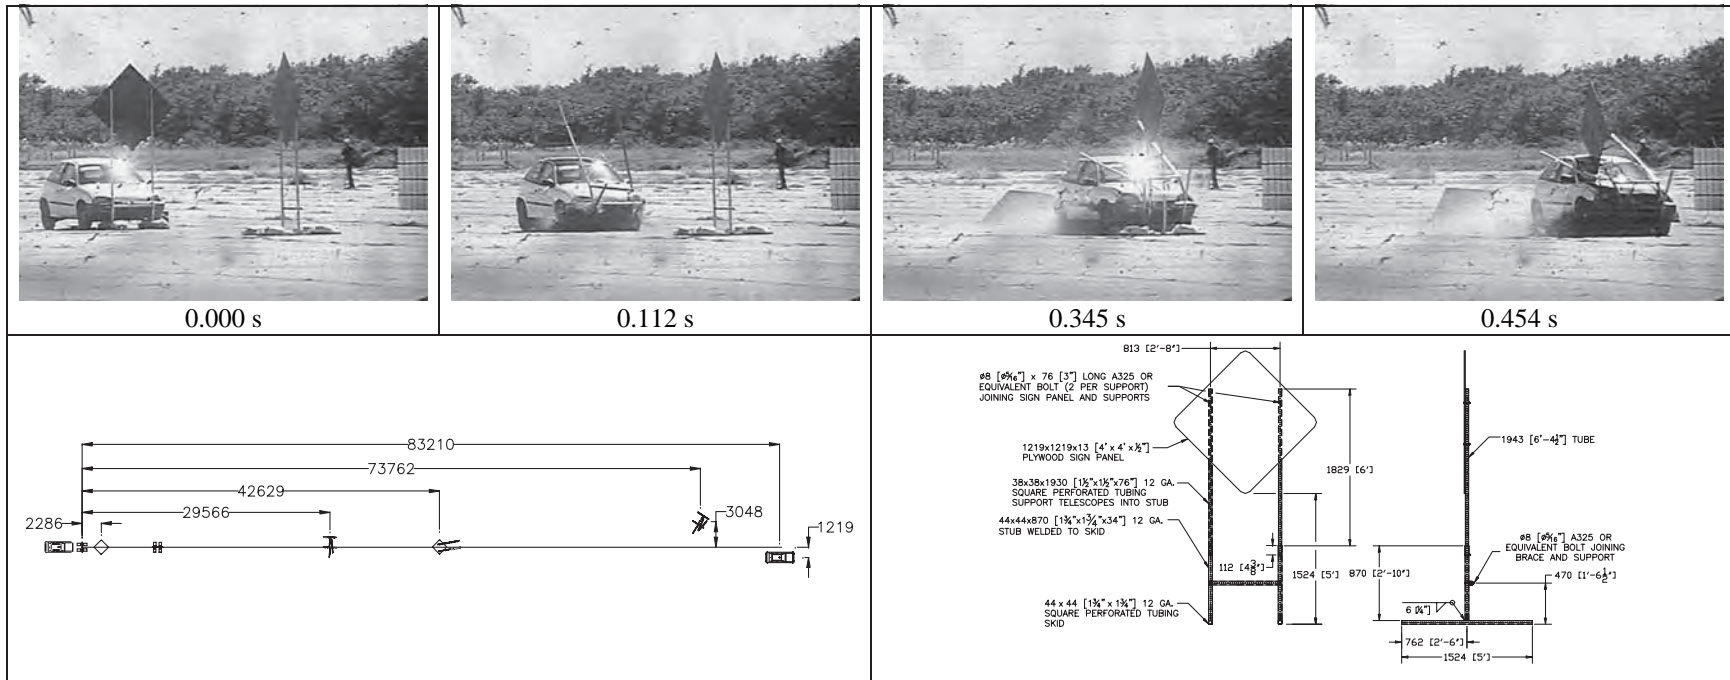 0.000 s
0.112 s
0.345 s
0.454 s
83210
73762
42629
29566
2286
3048
1219
813 [2'-8"]
ø8 [ø5/16"] x 76 [3"] LONG A325 OR
EQUIVALENT BOLT (2 PER SUPPORT)
JOINING SIGN PANEL AND SUPPORTS
1219x1219x13 [4' x 4' x ½"]
PLYWOOD SIGN PANEL
38x38x1930 [1½"x1½"x76"] 12 GA.
SQUARE PERFORATED TUBING
SUPPORT TELESCOPES INTO STUB
44x44x870 [1¾"x1¾"x34"] 12 GA.
STUB WELDED TO SKID
44 x 44 [1¾" x 1¾"] 12 GA.
SQUARE PERFORATED TUBING
SKID
1829 [6']
112 [4⅜"]
1524 [5']
1943 [6'-4½"] TUBE
ø8 [ø5/16"] A325 OR
EQUIVALENT BOLT JOINING
BRACE AND SUPPORT
870 [2'-10"]
470 [1'-6½"]
6 [¼"]
762 [2'-6"]
1524 [5']